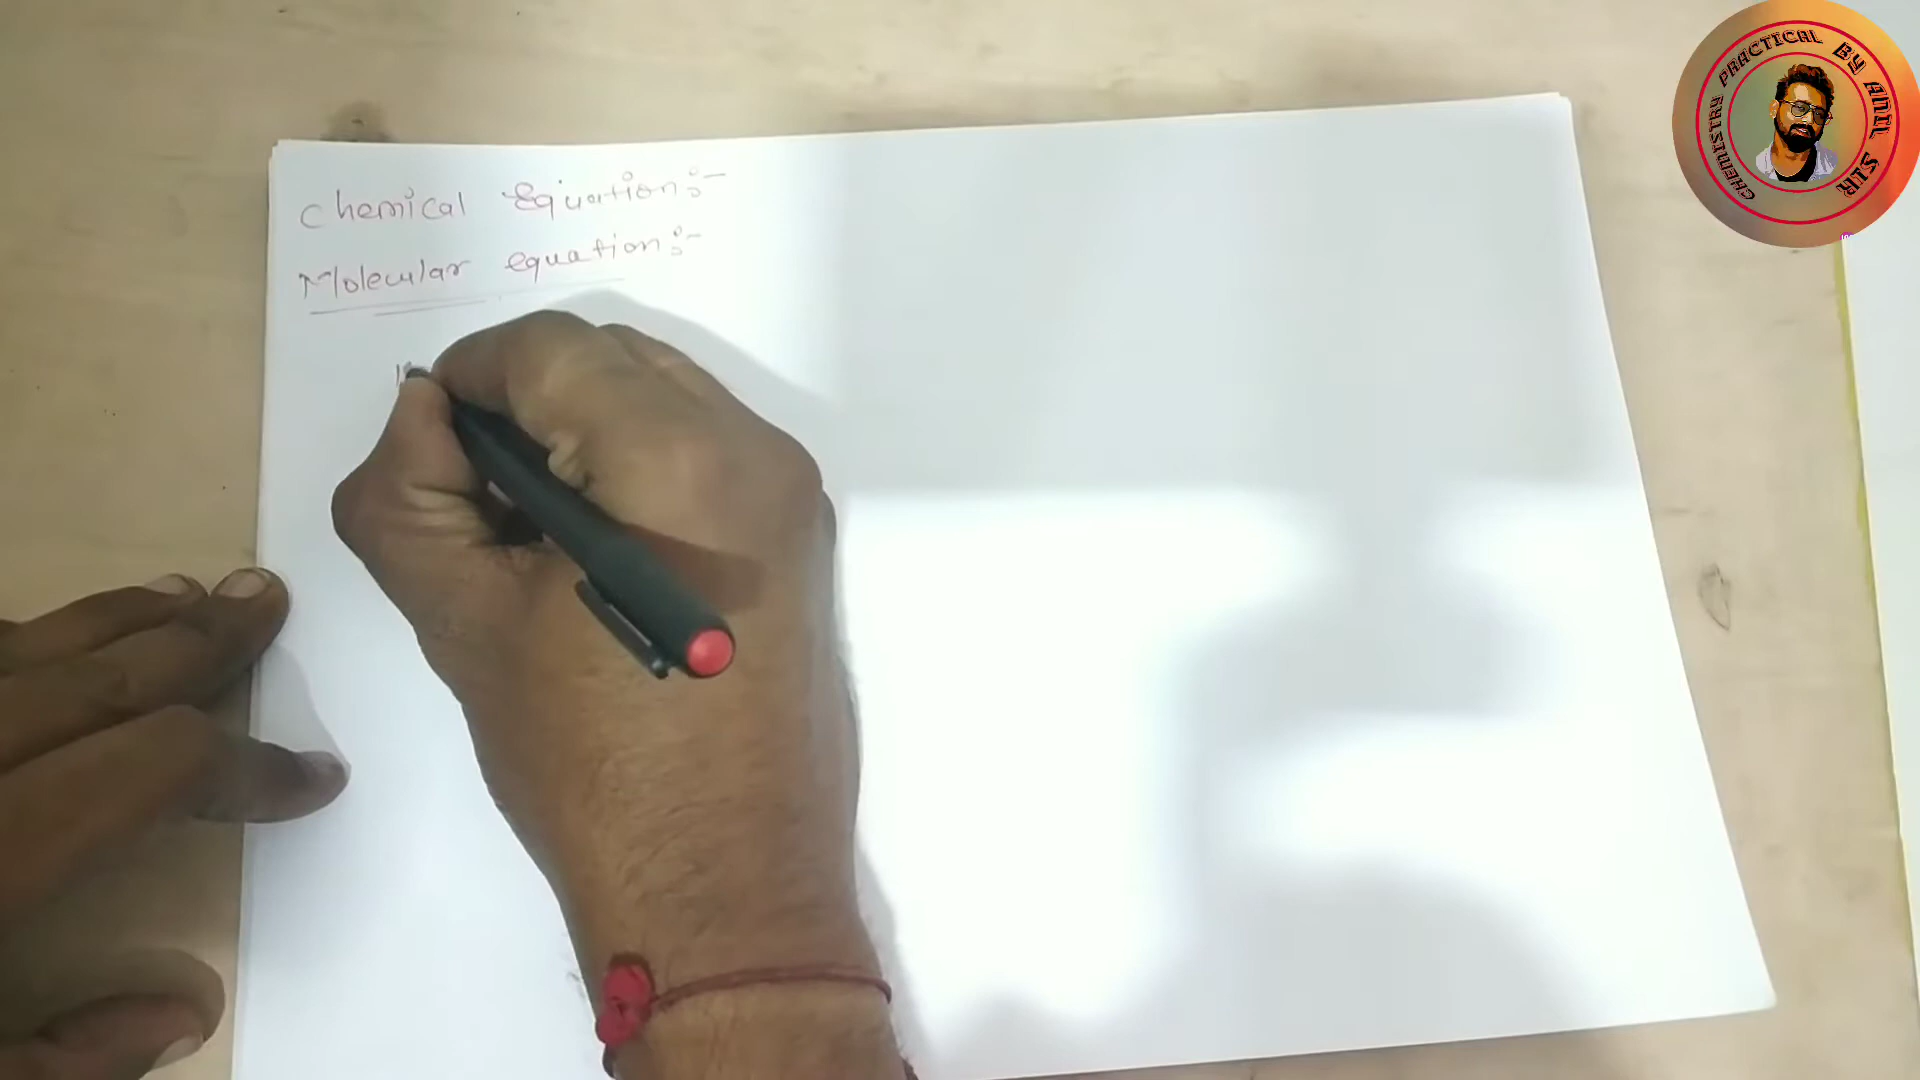 Chemical Equation:-
Molecular equation:-
CHEMISTRY PRACTICAL BY ANIL SIR